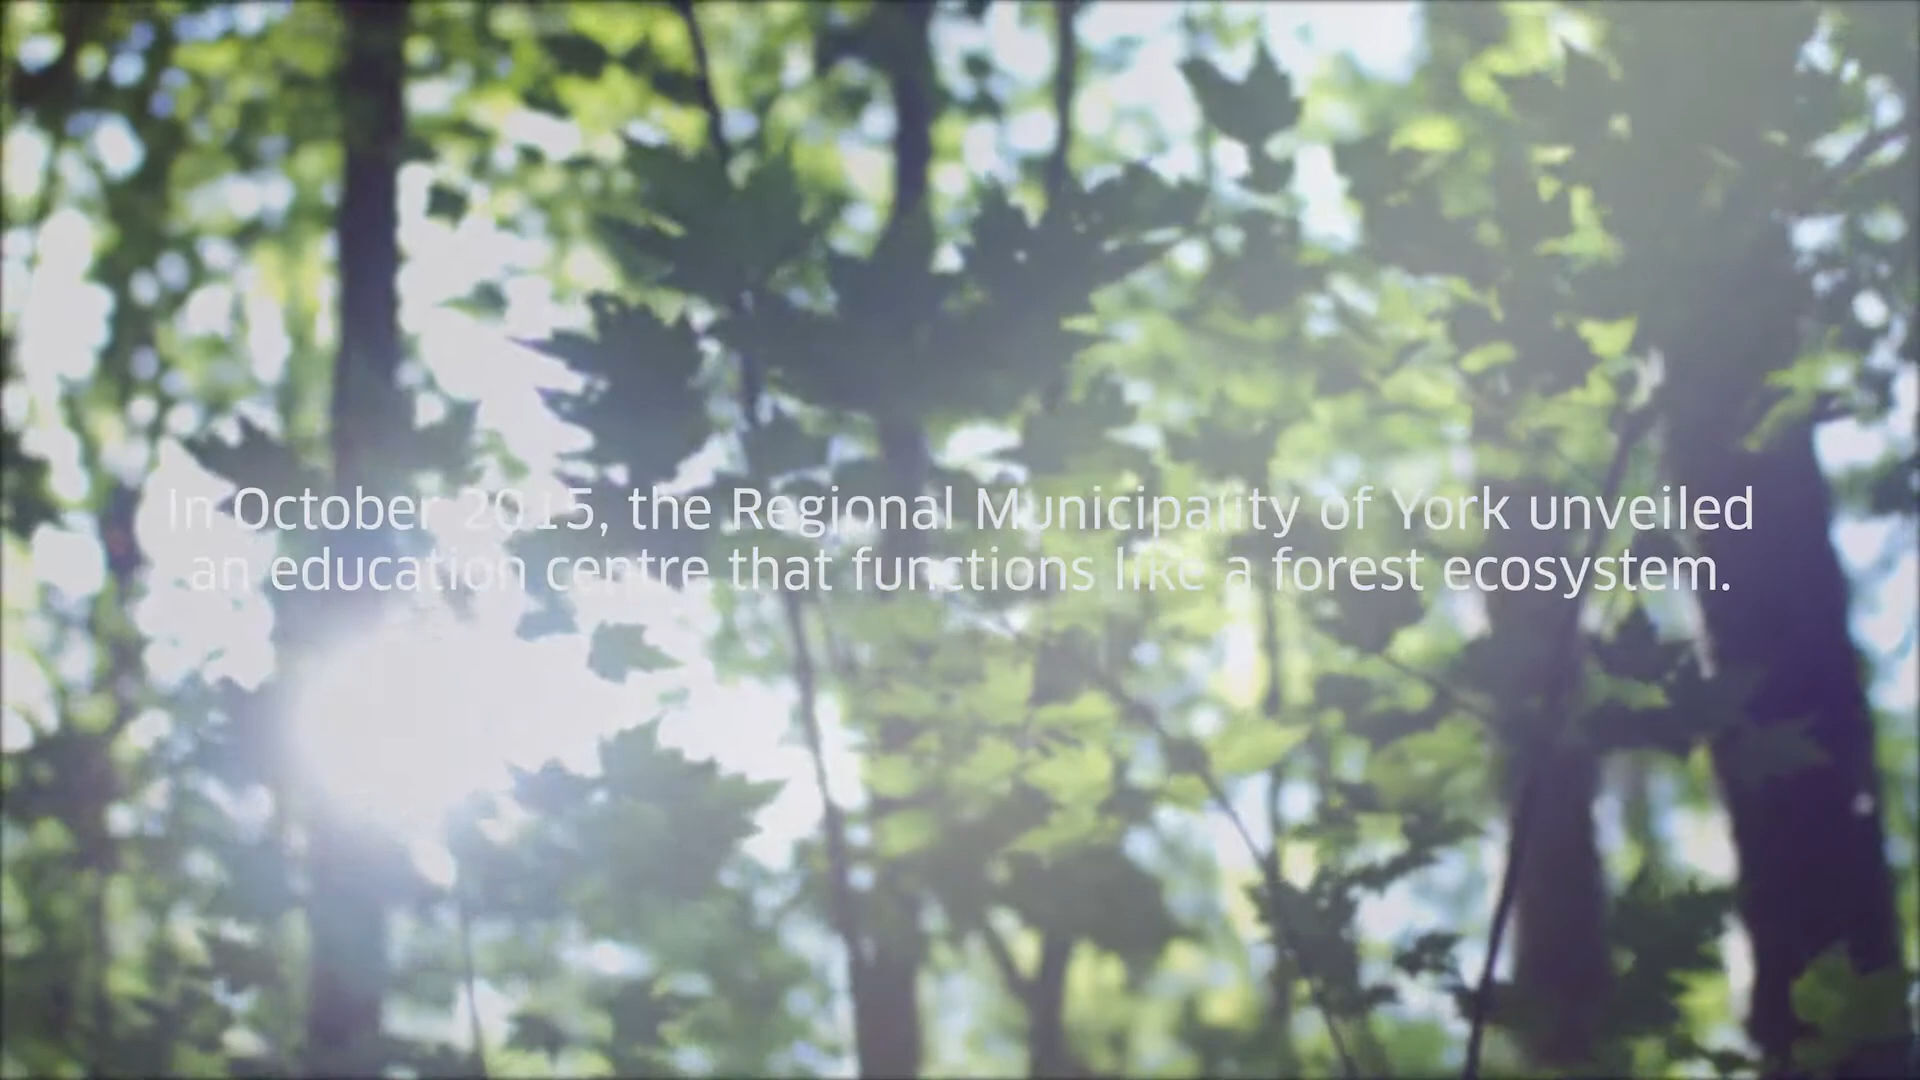 In October 2015, the Regional Municipality of York unveiled
an education centre that functions like a forest ecosystem.